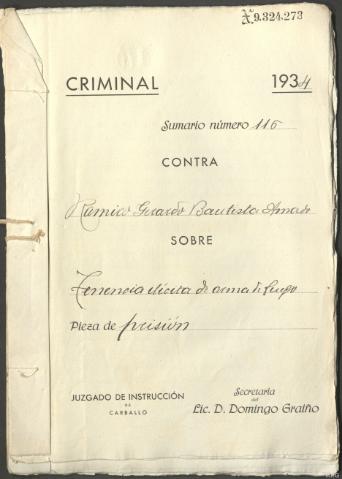 A.9.324.273
CRIMINAL 1934
Sumario número 116
CONTRA
Ramiro Gerardo Bautista Amado
SOBRE
Tenencia ilícita de arma de fuego
Pieza de prisión
JUZGADO DE INSTRUCCIÓN
DE
CARBALLO
Secretaría
del
Lic. D. Domingo Graiño